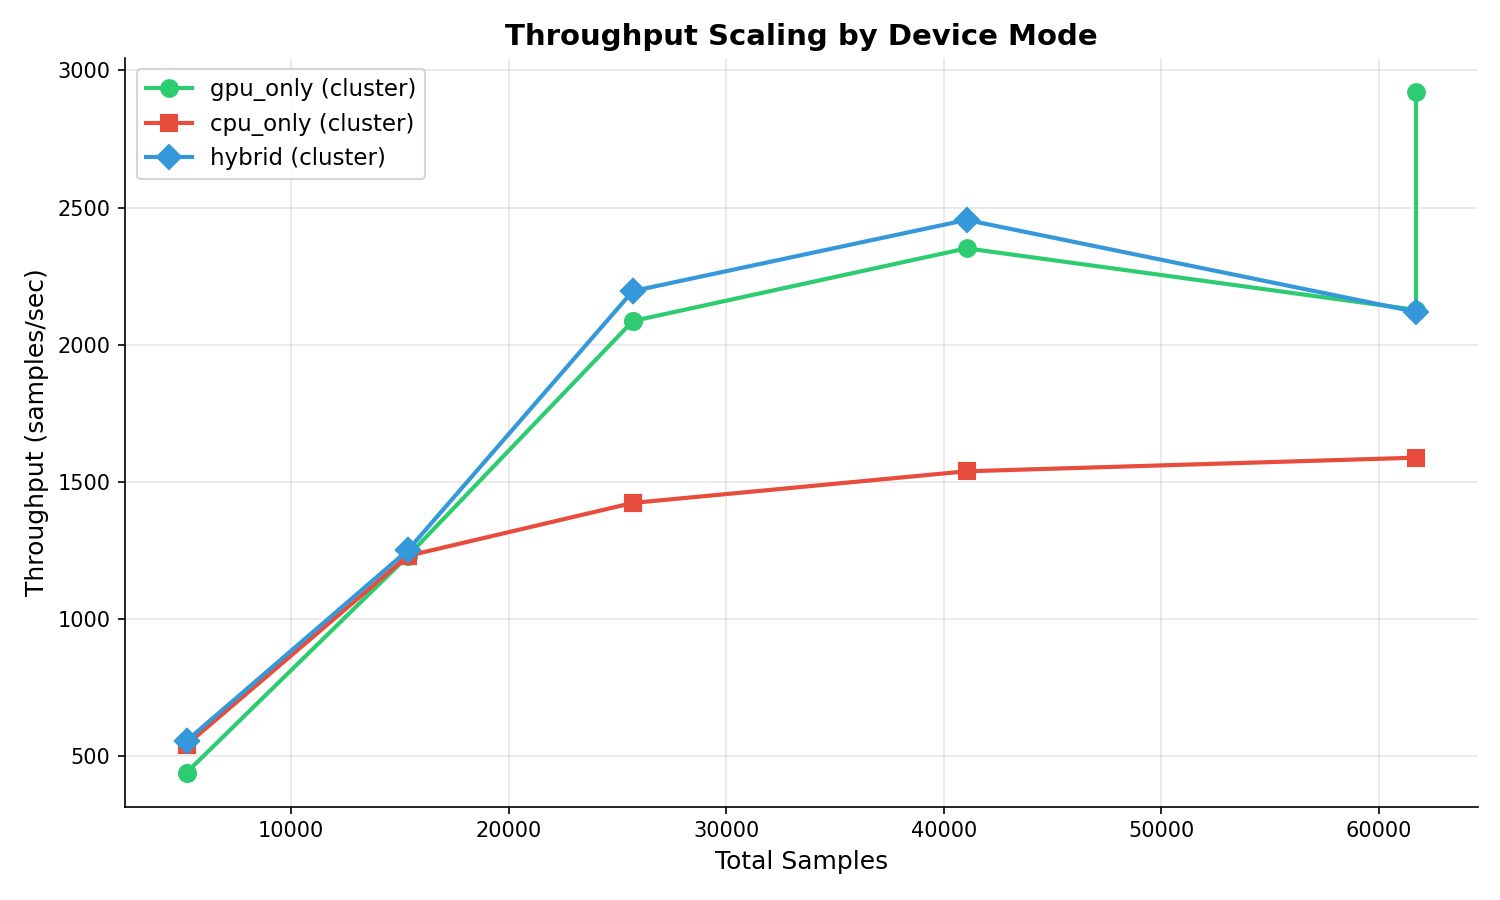 Throughput Scaling by Device Mode
gpu_only (cluster)
cpu_only (cluster)
hybrid (cluster)
Throughput (samples/sec)
3000
2500
2000
1500
1000
500
10000 20000 30000 40000 50000 60000
Total Samples